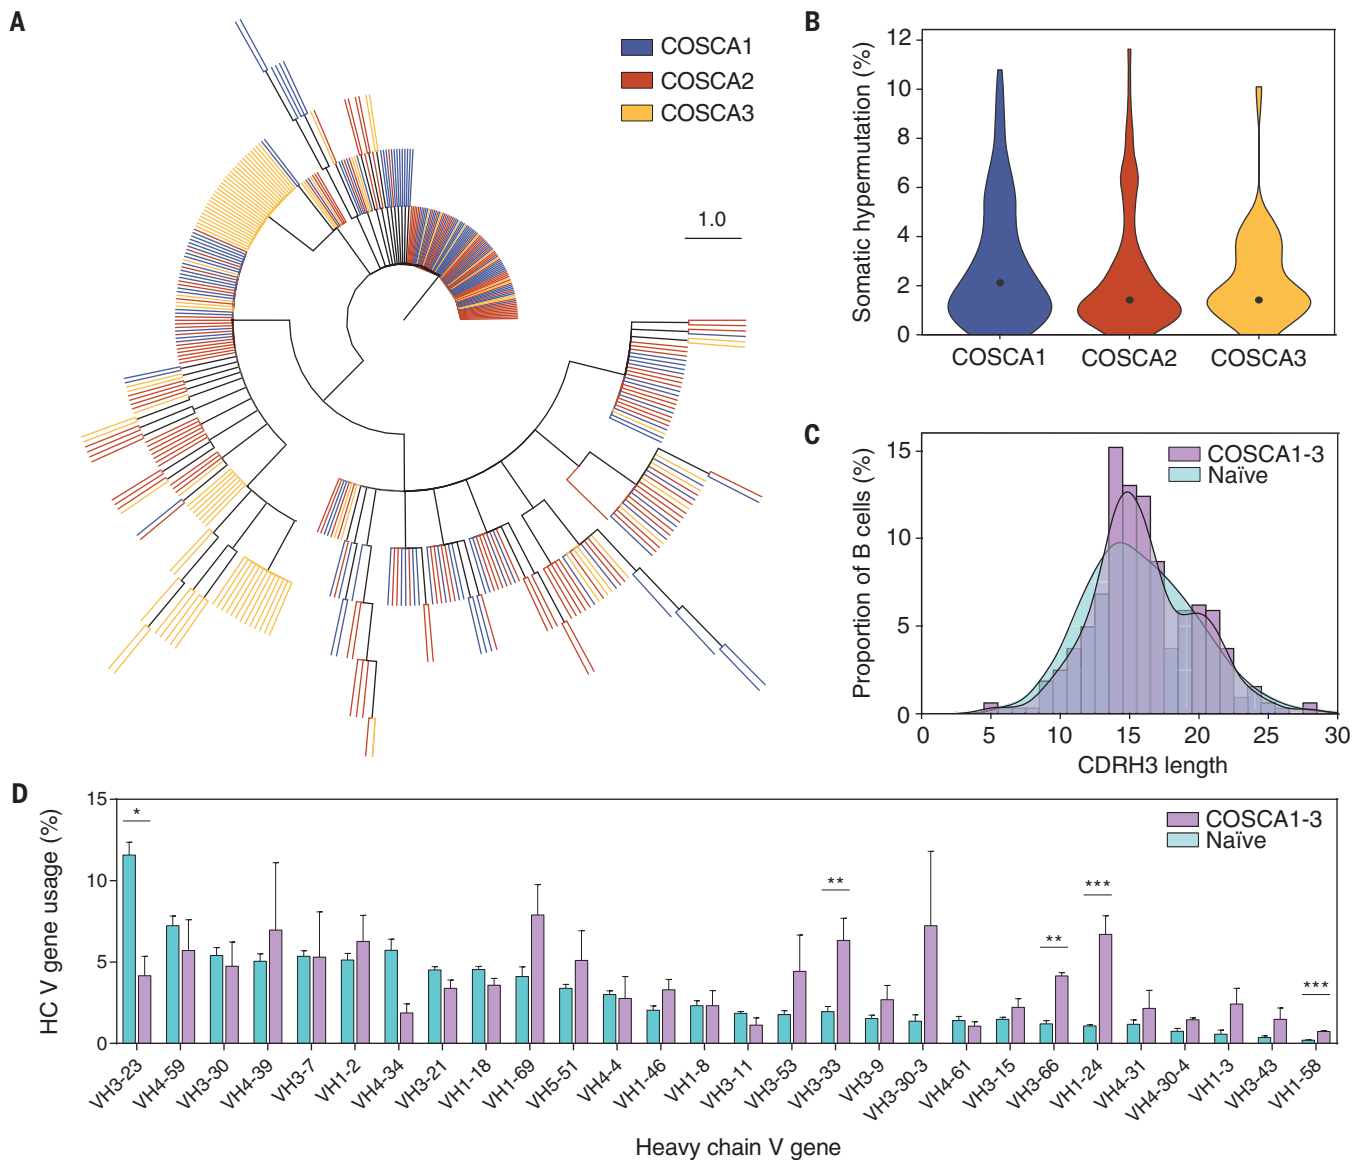 A
COSCA1
COSCA2
COSCA3
1.0
B
Somatic hypermutation (%)
12
10
8
6
4
2
0
COSCA1
COSCA2
COSCA3
C
Proportion of B cells (%)
15
10
5
0
COSCA1-3
Naïve
0
5
10
15
20
25
30
CDRH3 length
D
HC V gene usage (%)
15
10
5
0
*
**
**
***
***
COSCA1-3
Naïve
VH3-23
VH4-59
VH3-30
VH4-39
VH3-7
VH1-2
VH4-34
VH3-21
VH1-18
VH1-69
VH5-51
VH4-4
VH1-46
VH1-8
VH3-11
VH3-53
VH3-33
VH3-9
VH3-30-3
VH4-61
VH3-15
VH3-66
VH1-24
VH4-31
VH4-30-4
VH1-3
VH3-43
VH1-58
Heavy chain V gene